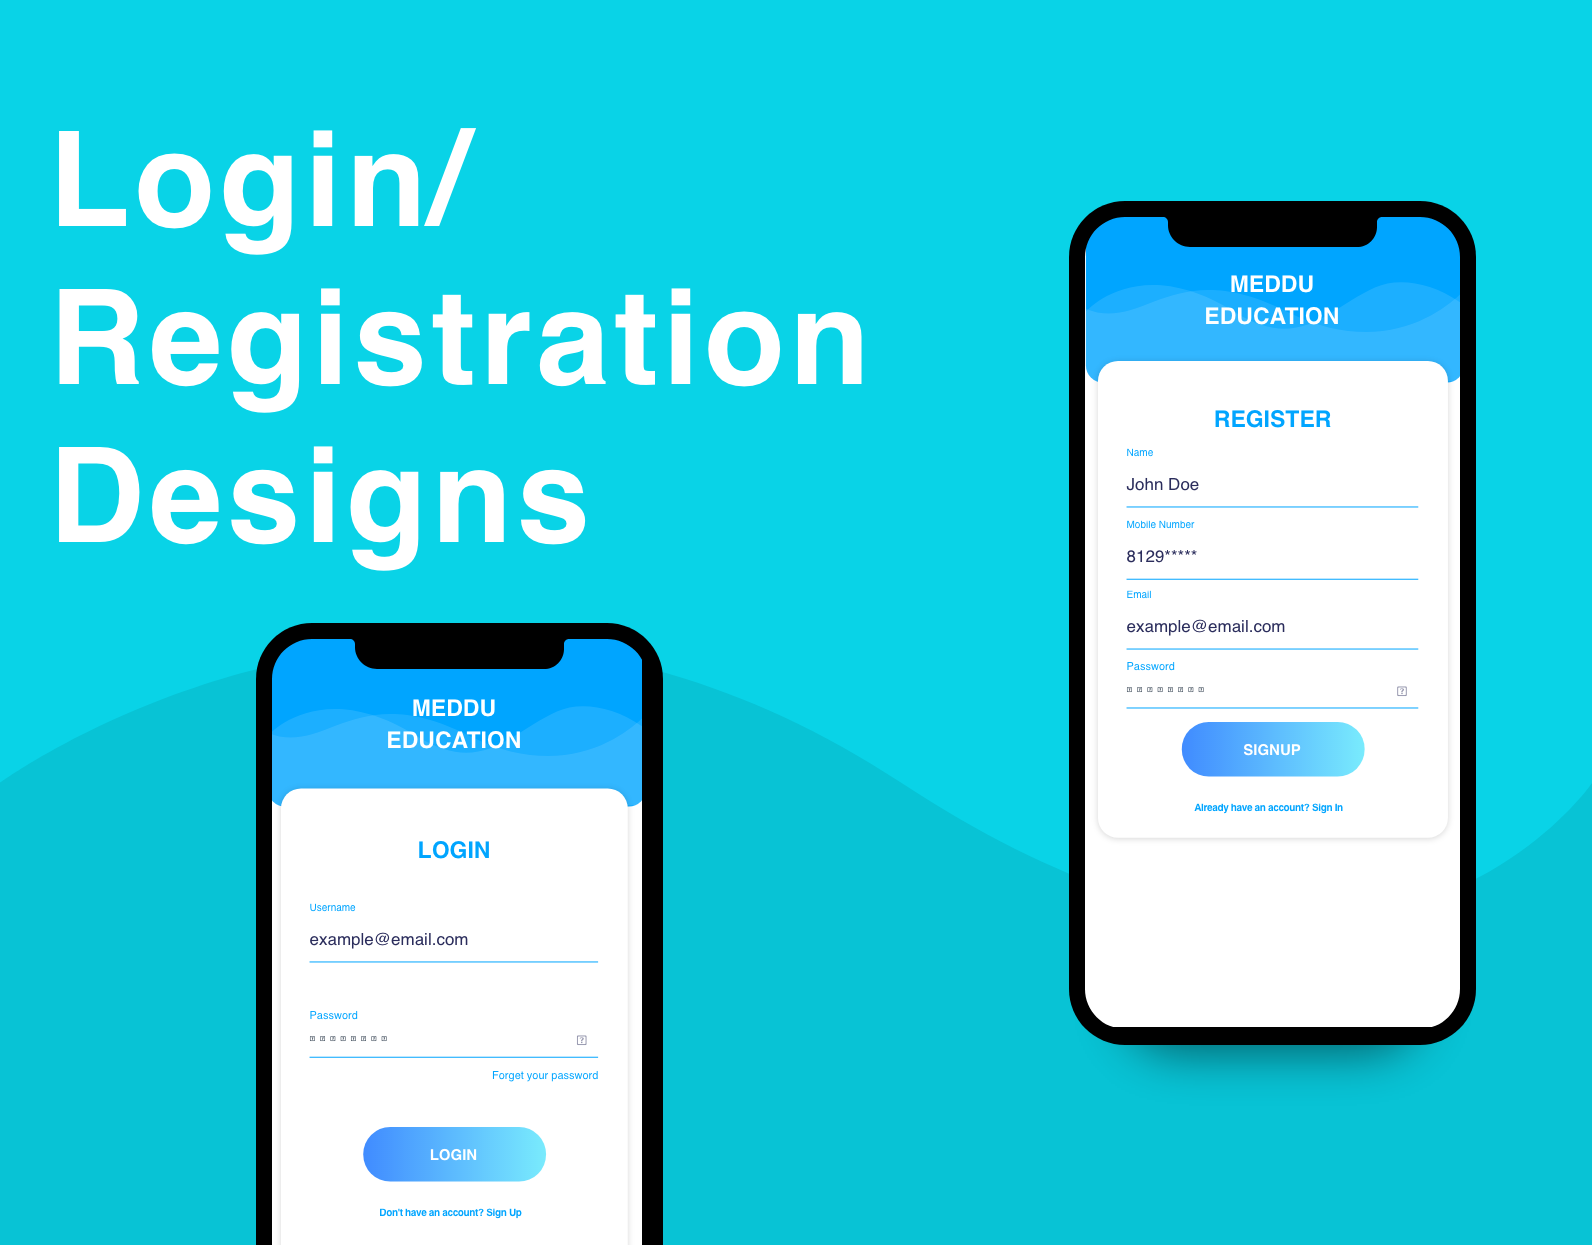 Login/
Registration
Designs
MEDDU
EDUCATION
LOGIN
Username
example@email.com
Password
Forget your password
LOGIN
Don't have an account? Sign Up
MEDDU
EDUCATION
REGISTER
Name
John Doe
Mobile Number
8129*****
Email
example@email.com
Password
SIGNUP
Already have an account? Sign In